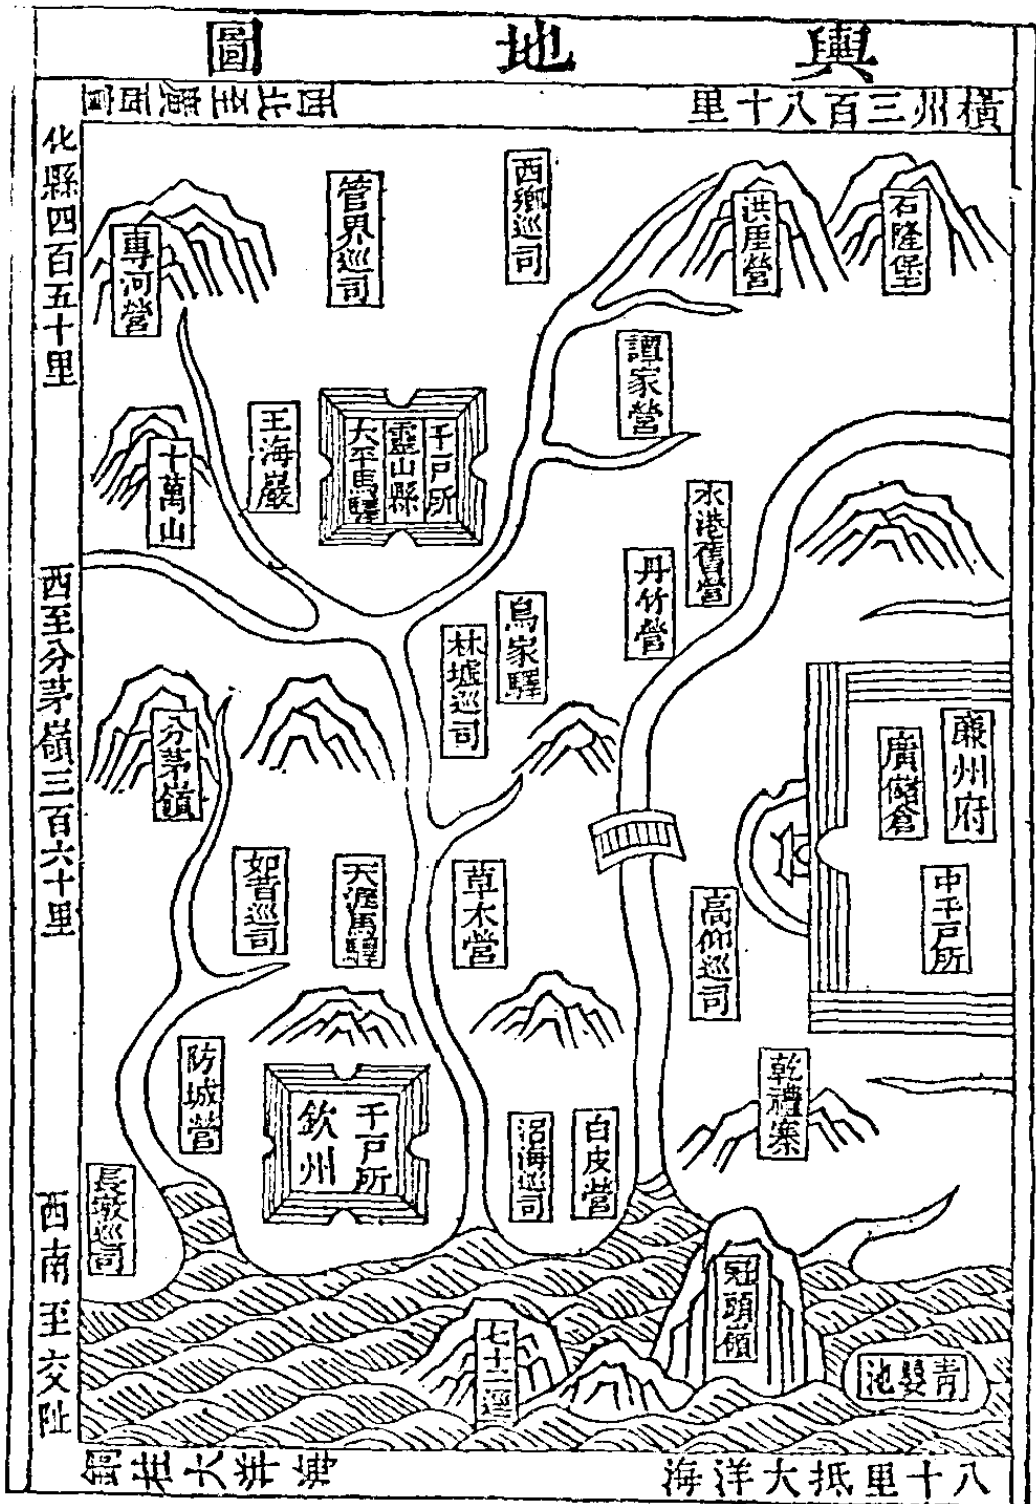 輿地圖
橫州三百八十里
化縣四百五十里
西至分茅嶺三百六十里
西南至交阯
八十里抵大洋海
石隆堡
洪厓營
西鄉巡司
管界巡司
專河營
譚家營
千戶所
靈山縣
太平馬驛
王海巖
十萬山
水港舊營
丹竹營
烏家驛
林墟巡司
分茅嶺
廉州府
廣儲倉
中千戶所
高仰巡司
草木營
天涯馬驛
如昔巡司
乾禮寨
白皮營
沿海巡司
千戶所
欽州
防城營
長墩巡司
冠頭嶺
七十二逕
青嬰池